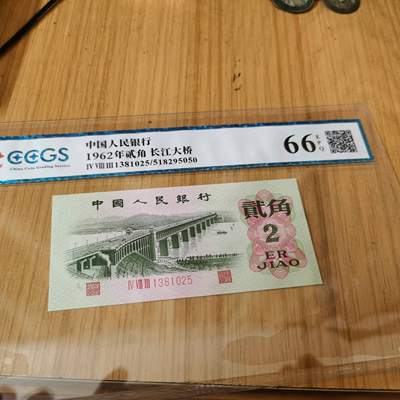 CCGS
China Coin Grading Service
中国人民银行
1962年贰角 长江大桥
IV VIII III 1381025/518295050
66 EPQ
中國人民銀行
貳角
2
ER
JIAO
IV VIII III 1381025